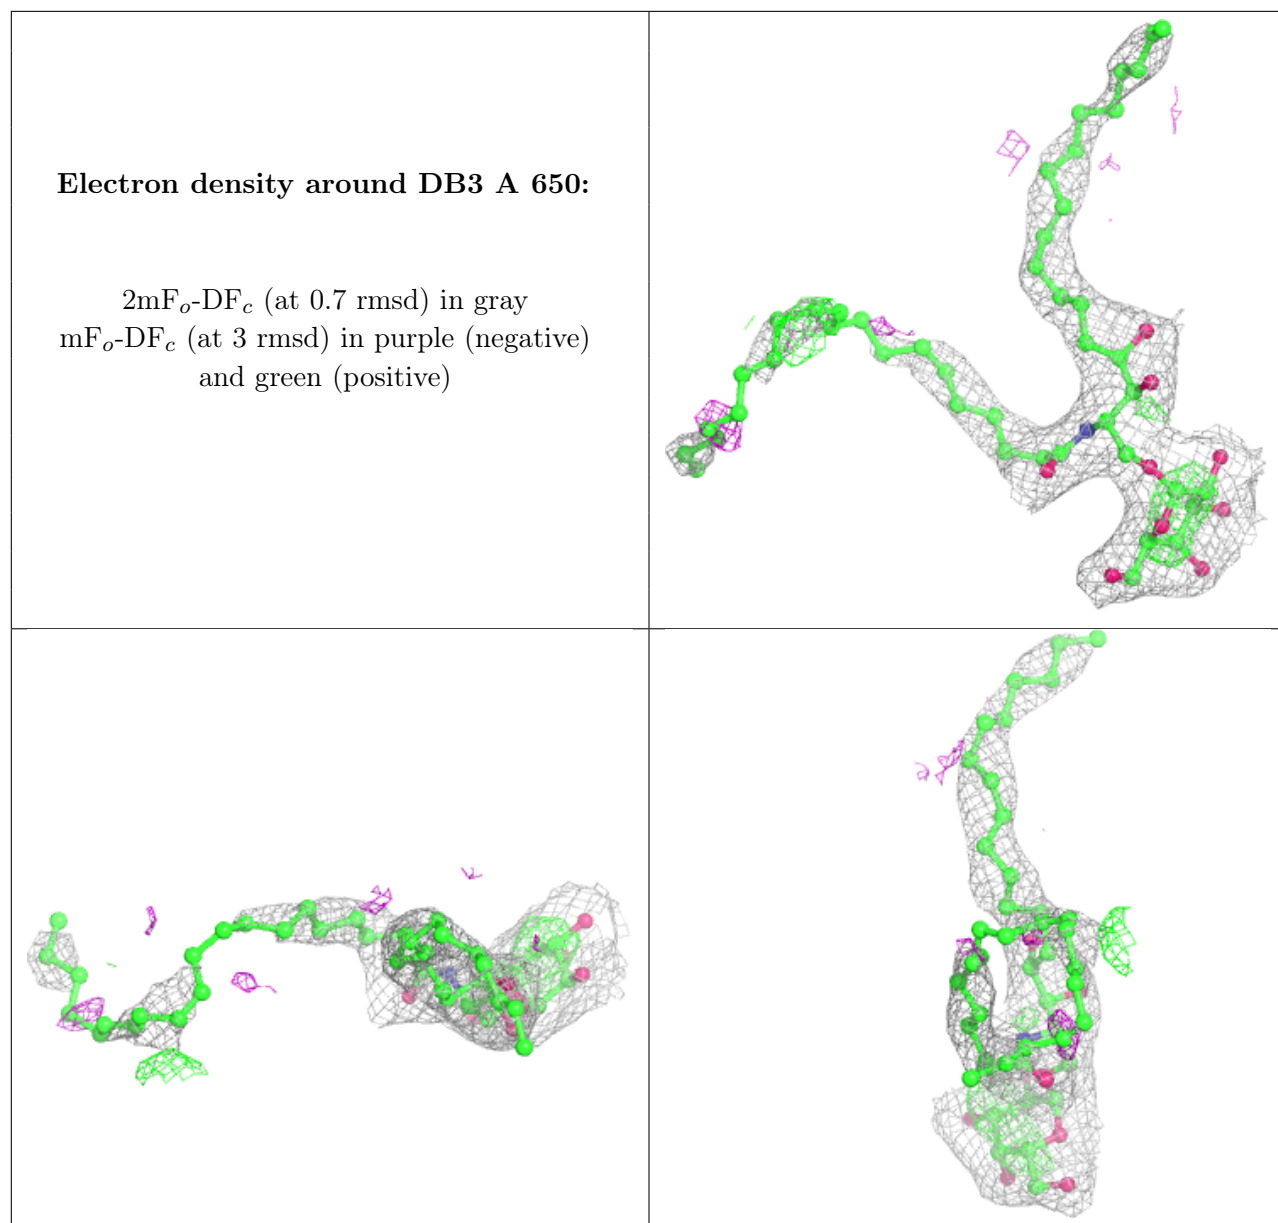 Electron density around DB3 A 650:
2mFₒ-DF𝑐 (at 0.7 rmsd) in gray
mFₒ-DF𝑐 (at 3 rmsd) in purple (negative)
and green (positive)